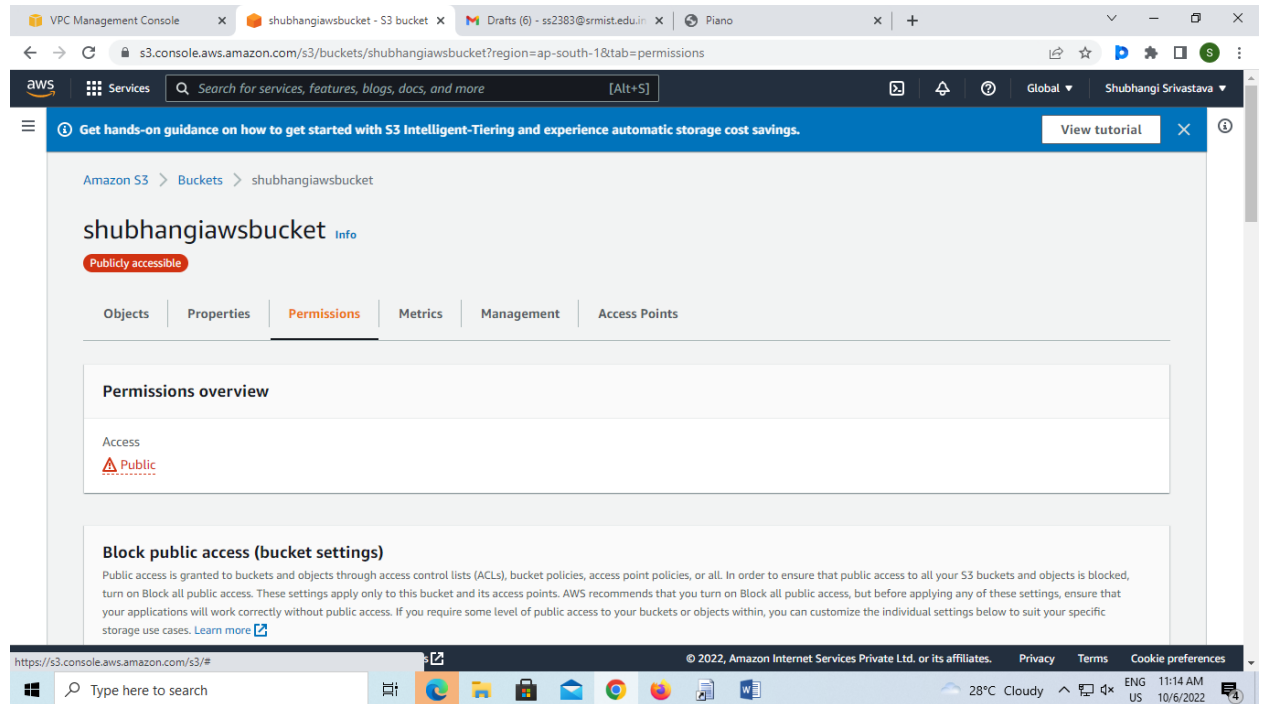 VPC Management Console
shubhangiawsbucket - S3 bucket
Drafts (6) - ss2383@srmist.edu.in
Piano
s3.console.aws.amazon.com/s3/buckets/shubhangiawsbucket?region=ap-south-1&tab=permissions
S
aws
Services
Search for services, features, blogs, docs, and more
[Alt+S]
Global
Shubhangi Srivastava
Get hands-on guidance on how to get started with S3 Intelligent-Tiering and experience automatic storage cost savings.
View tutorial
Amazon S3 > Buckets > shubhangiawsbucket
shubhangiawsbucket Info
Publicly accessible
Objects
Properties
Permissions
Metrics
Management
Access Points
Permissions overview
Access
Public
Block public access (bucket settings)
Public access is granted to buckets and objects through access control lists (ACLs), bucket policies, access point policies, or all. In order to ensure that public access to all your S3 buckets and objects is blocked,
turn on Block all public access. These settings apply only to this bucket and its access points. AWS recommends that you turn on Block all public access, but before applying any of these settings, ensure that
your applications will work correctly without public access. If you require some level of public access to your buckets or objects within, you can customize the individual settings below to suit your specific
storage use cases. Learn more
https://s3.console.aws.amazon.com/s3/#
© 2022, Amazon Internet Services Private Ltd. or its affiliates.
Privacy
Terms
Cookie preferences
Type here to search
28°C Cloudy
ENG
US
11:14 AM
10/6/2022
4